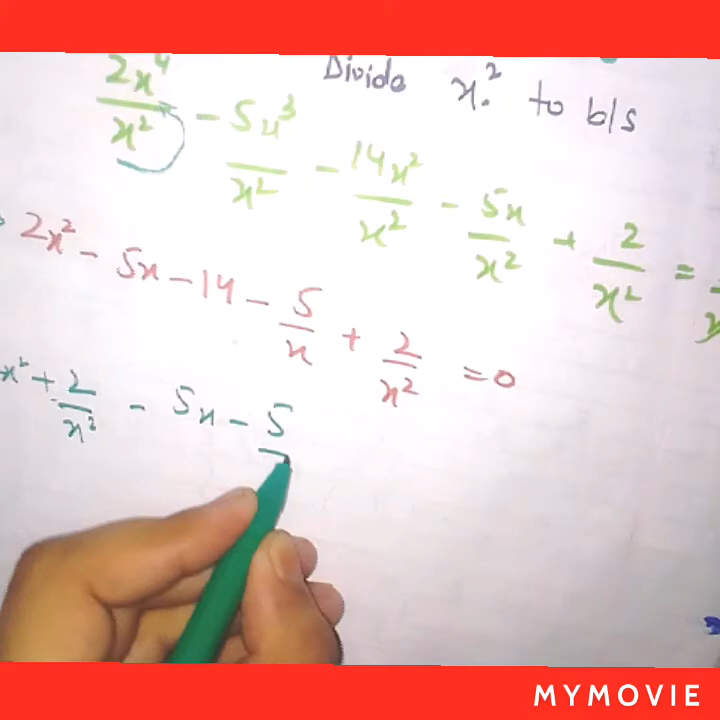 Divide x² to b/s
2x⁴/x² - 5x³/x² - 14x²/x² - 5x/x² + 2/x² =
2x² - 5x - 14 - 5/x + 2/x² = 0
x² + 2/x² - 5x - 5
MYMOVIE